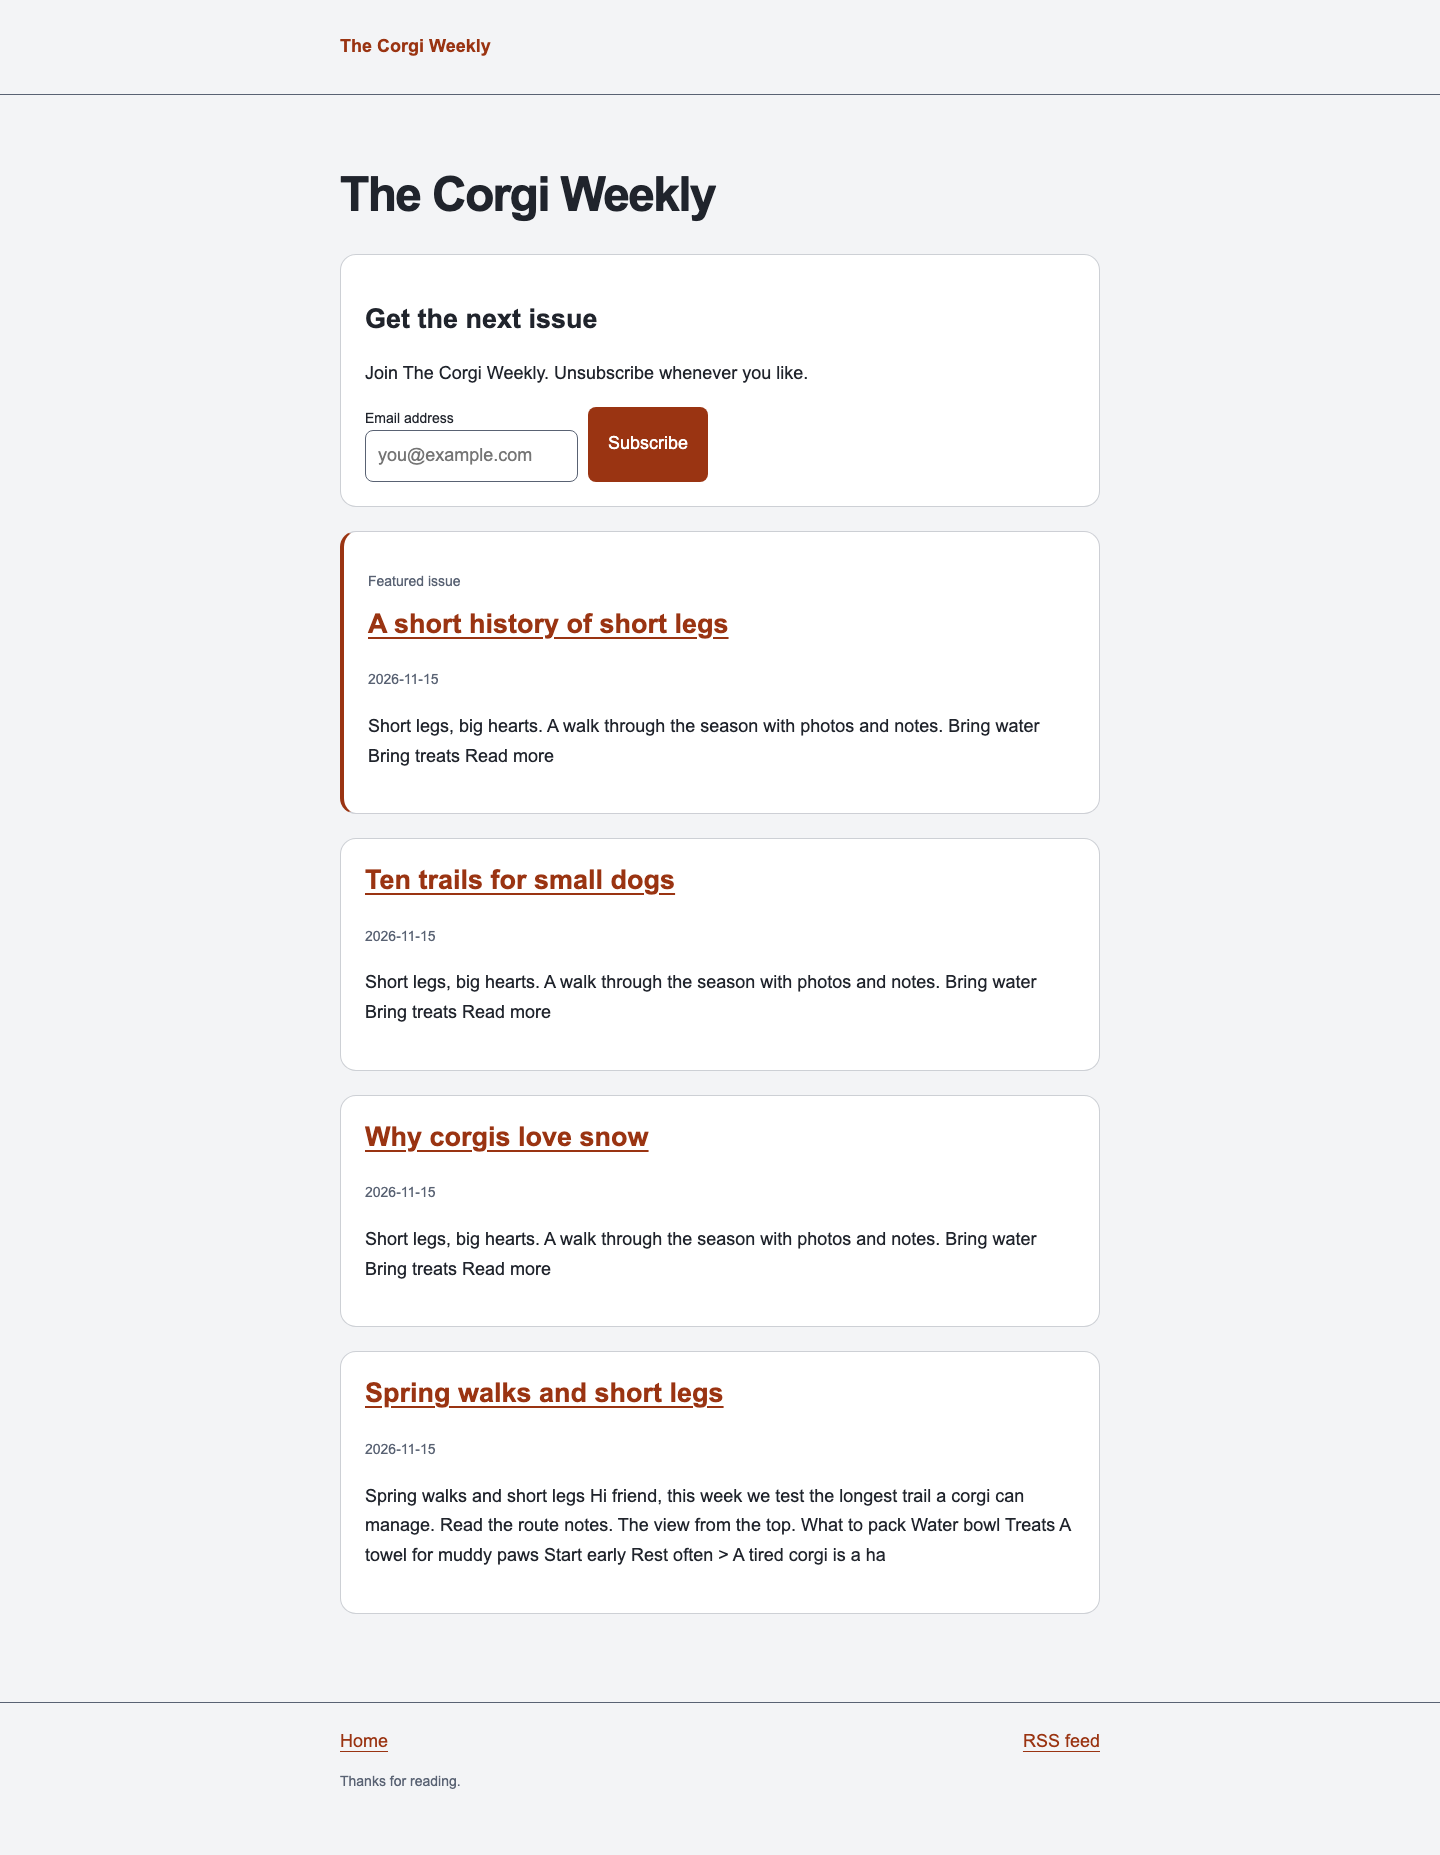 The Corgi Weekly
The Corgi Weekly
Get the next issue
Join The Corgi Weekly. Unsubscribe whenever you like.
Email address
you@example.com
Subscribe
Featured issue
A short history of short legs
2026-11-15
Short legs, big hearts. A walk through the season with photos and notes. Bring water
Bring treats Read more
Ten trails for small dogs
2026-11-15
Short legs, big hearts. A walk through the season with photos and notes. Bring water
Bring treats Read more
Why corgis love snow
2026-11-15
Short legs, big hearts. A walk through the season with photos and notes. Bring water
Bring treats Read more
Spring walks and short legs
2026-11-15
Spring walks and short legs Hi friend, this week we test the longest trail a corgi can
manage. Read the route notes. The view from the top. What to pack Water bowl Treats A
towel for muddy paws Start early Rest often > A tired corgi is a ha
Home
RSS feed
Thanks for reading.